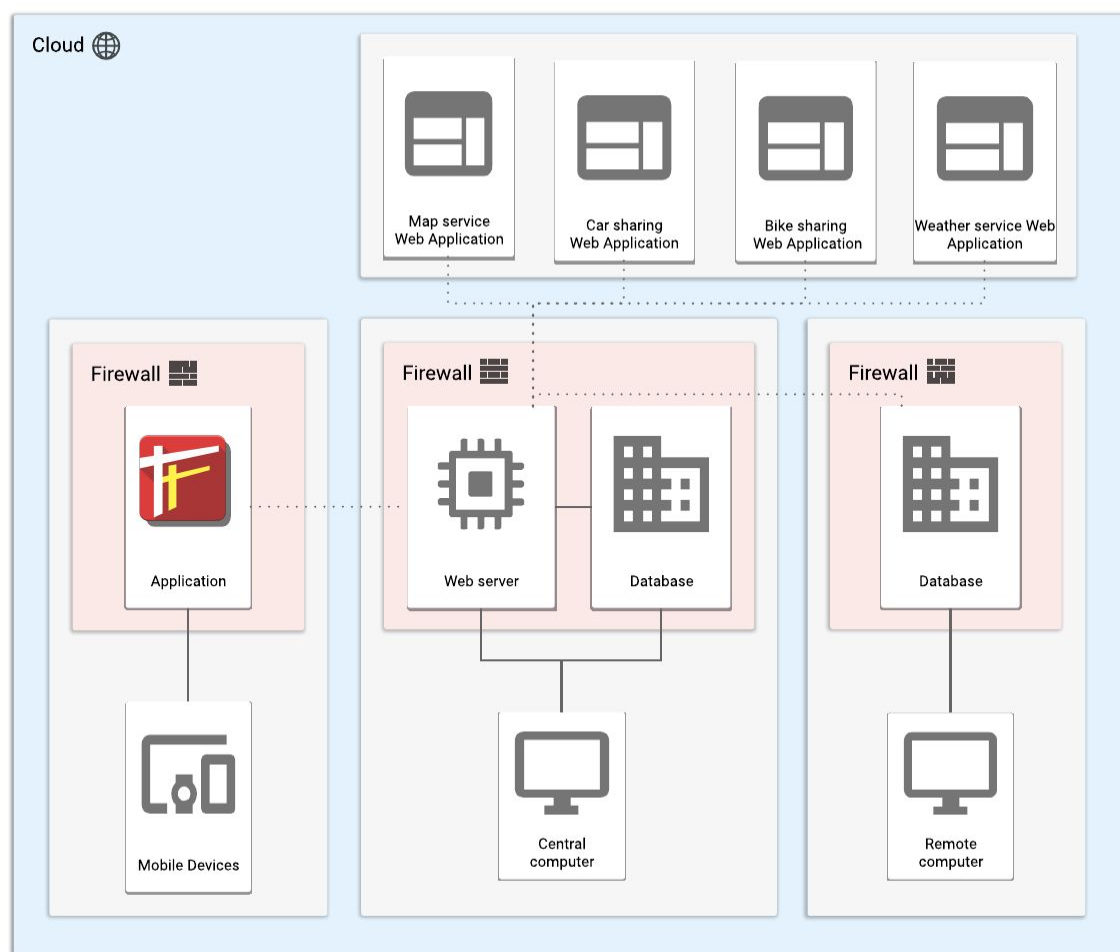 Cloud
Map service
Web Application
Car sharing
Web Application
Bike sharing
Web Application
Weather service Web
Application
Firewall
Firewall
Firewall
Application
Web server
Database
Database
Mobile Devices
Central
computer
Remote
computer